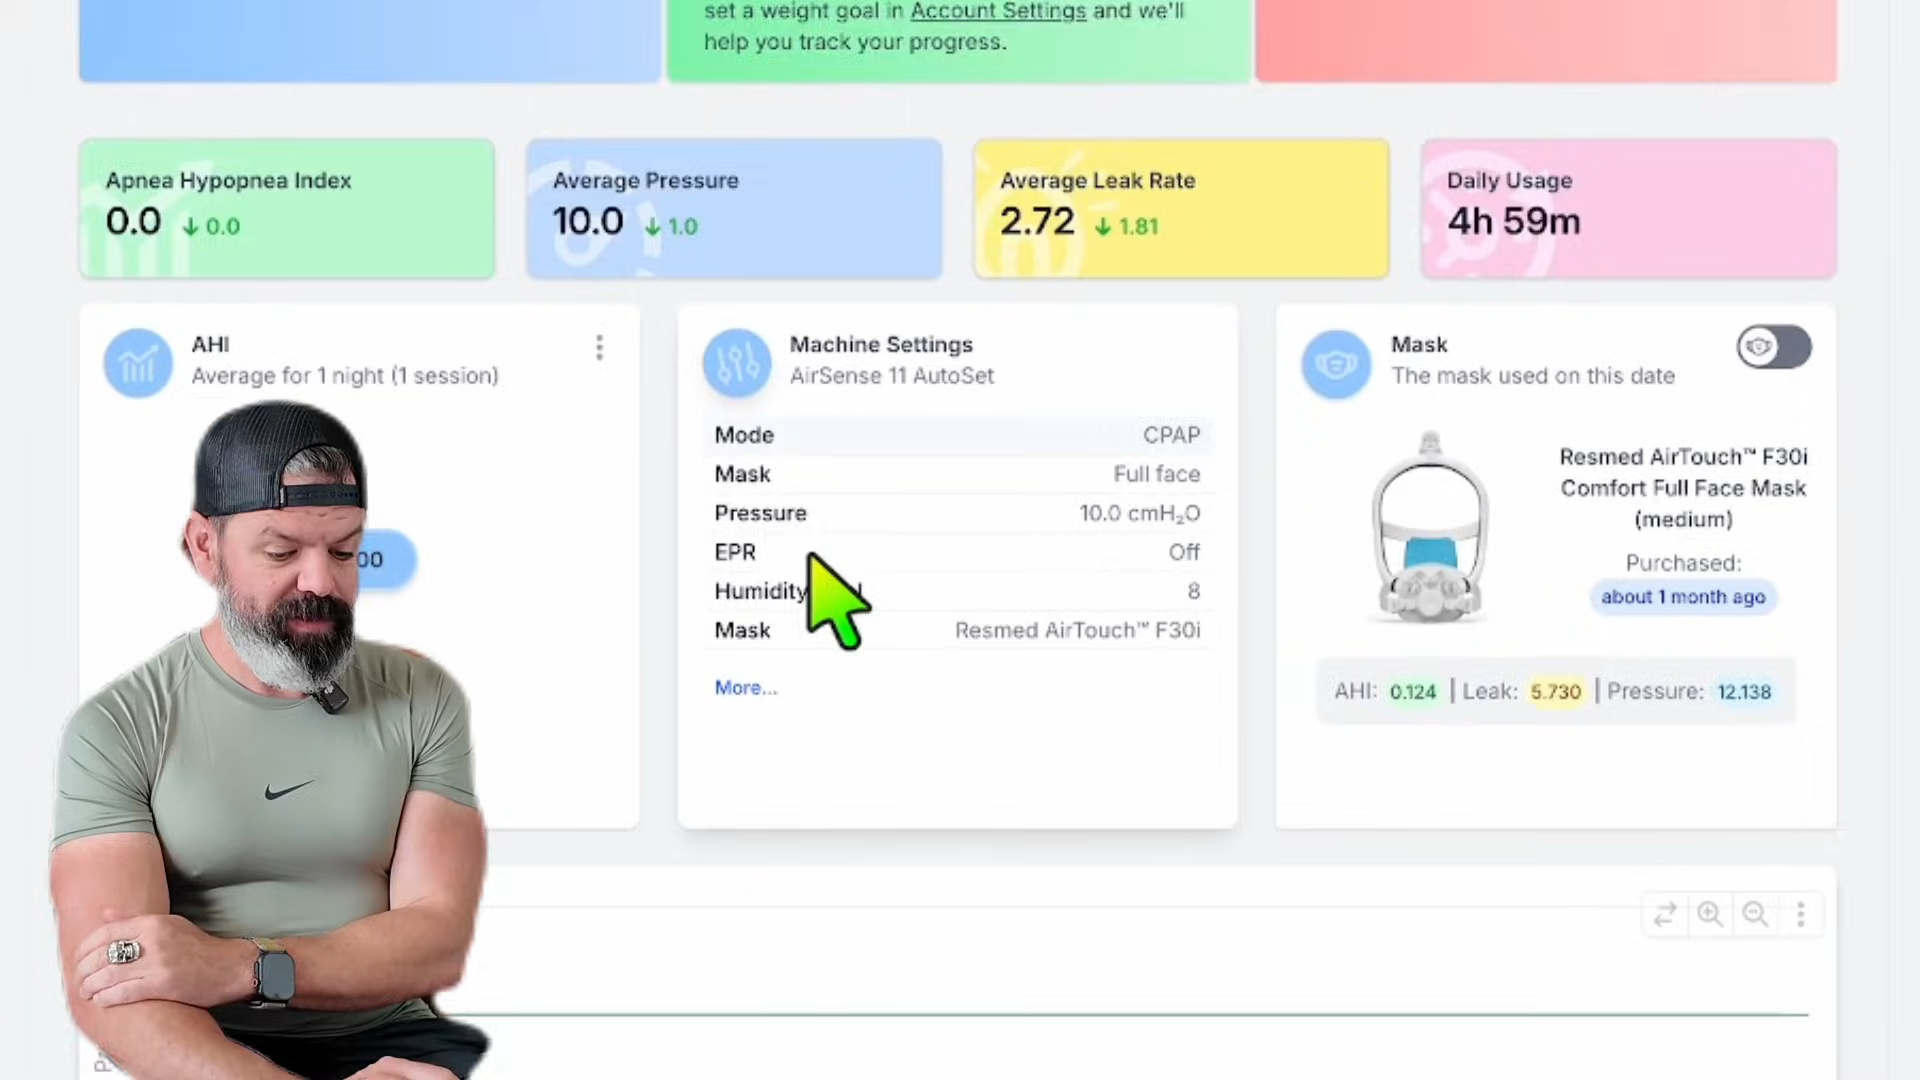 set a weight goal in Account Settings and we'll
help you track your progress.
Apnea Hypopnea Index
0.0 ↓ 0.0
Average Pressure
10.0 ↓ 1.0
Average Leak Rate
2.72 ↓ 1.81
Daily Usage
4h 59m
AHI
Average for 1 night (1 session)
00
Machine Settings
AirSense 11 AutoSet
Mode CPAP
Mask Full face
Pressure 10.0 cmH₂O
EPR Off
Humidity 8
Mask Resmed AirTouch™ F30i
More...
Mask
The mask used on this date
Resmed AirTouch™ F30i
Comfort Full Face Mask
(medium)
Purchased:
about 1 month ago
AHI: 0.124 | Leak: 5.730 | Pressure: 12.138